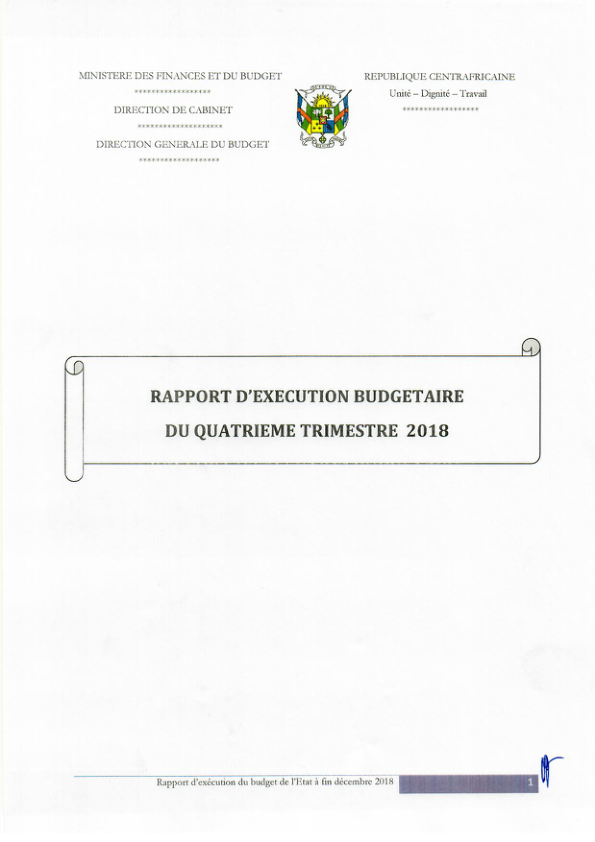 MINISTERE DES FINANCES ET DU BUDGET
******************
DIRECTION DE CABINET
********************
DIRECTION GENERALE DU BUDGET
*******************
REPUBLIQUE CENTRAFRICAINE
Unité – Dignité – Travail
******************
RAPPORT D'EXECUTION BUDGETAIRE
DU QUATRIEME TRIMESTRE 2018
Rapport d'exécution du budget de l'Etat à fin décembre 2018
1